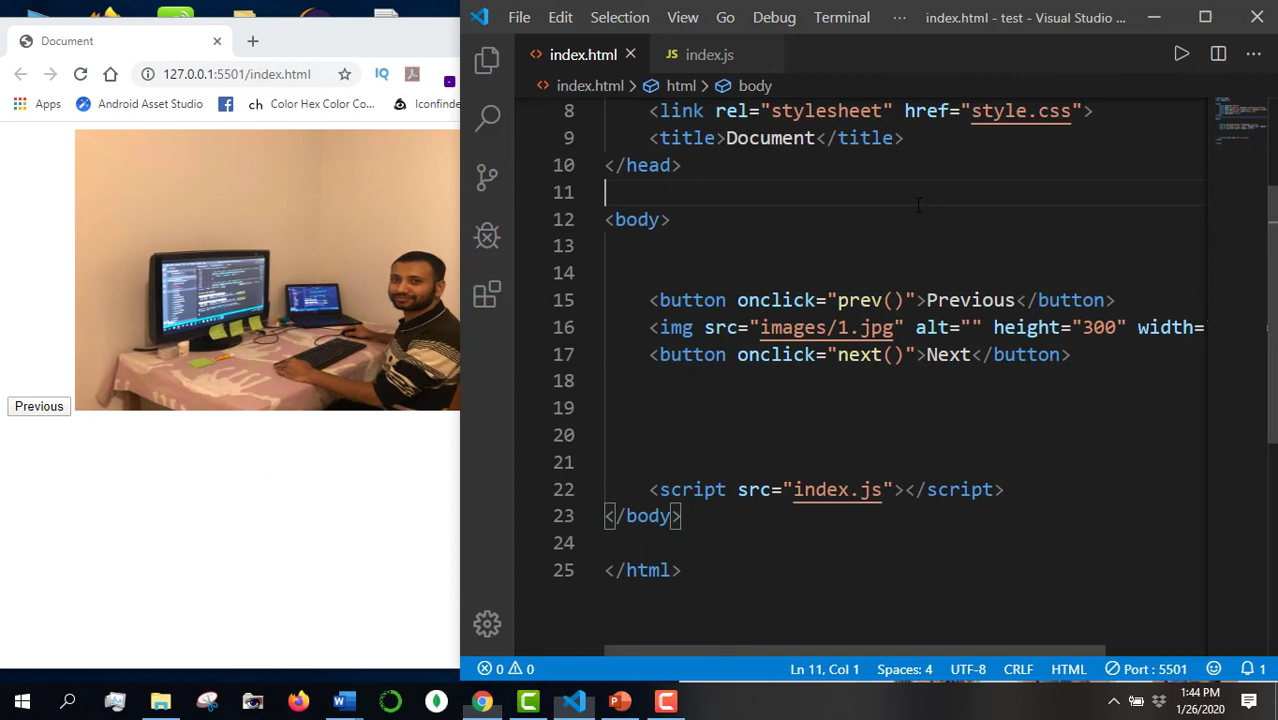 File Edit Selection View Go Debug Terminal ··· index.html - test - Visual Studio ...
Document
index.html
JS index.js
127.0.0.1:5501/index.html
IQ
index.html > html > body
Apps Android Asset Studio Color Hex Color Co... Iconfinde
ch
8 <link rel="stylesheet" href="style.css">
9 <title>Document</title>
10 </head>
11
12 <body>
13
14
15 <button onclick="prev()">Previous</button>
16 <img src="images/1.jpg" alt="" height="300" width=
17 <button onclick="next()">Next</button>
18
19
20
21
22 <script src="index.js"></script>
23 </body>
24
25 </html>
Previous
0 0 Ln 11, Col 1 Spaces: 4 UTF-8 CRLF HTML Port : 5501 1
1:44 PM
1/26/2020